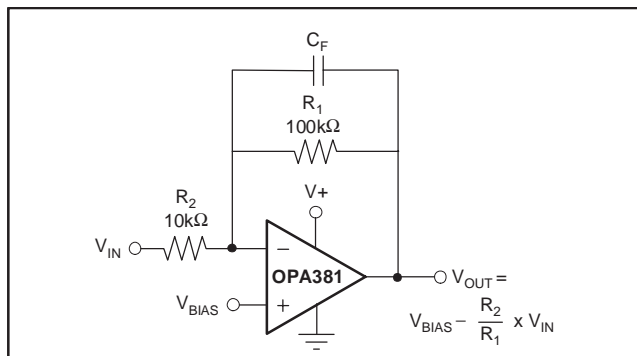 C_F
R_1
100kΩ
R_2
10kΩ
V+
V_IN
−
OPA381
V_BIAS
+
V_OUT =
V_BIAS − R_2/R_1 x V_IN